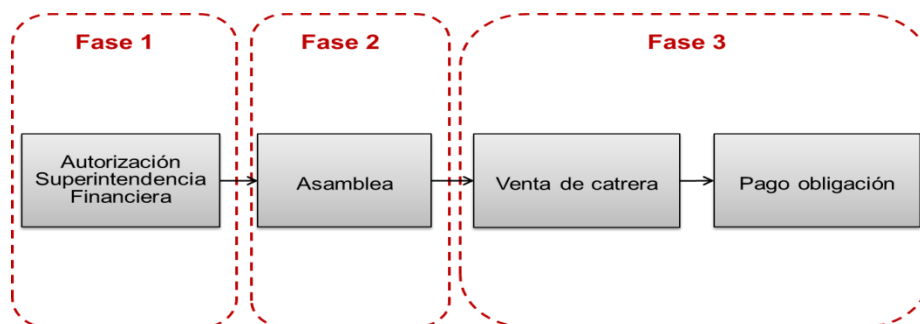 Fase 1
Fase 2
Fase 3
Autorización
Superintendencia
Financiera
Asamblea
Venta de catrera
Pago obligación